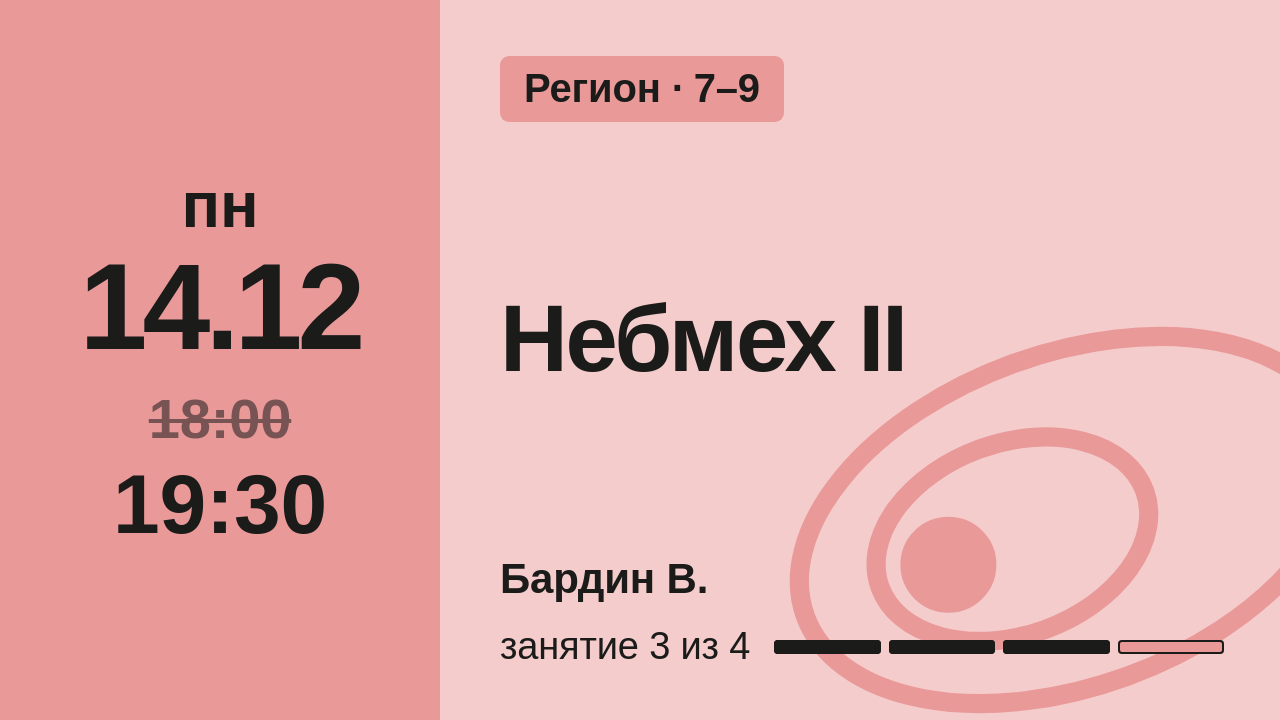 пн
14.12
18:00
19:30
Регион · 7–9
Небмех II
Бардин В.
занятие 3 из 4